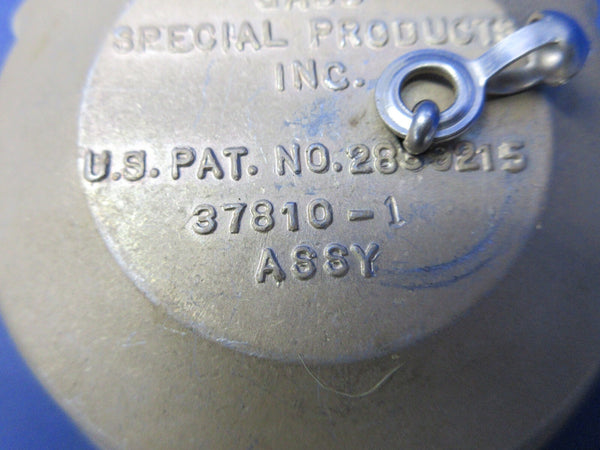 SPECIAL PRODUCTS
INC.
U.S. PAT. NO.
37810-1
ASSY